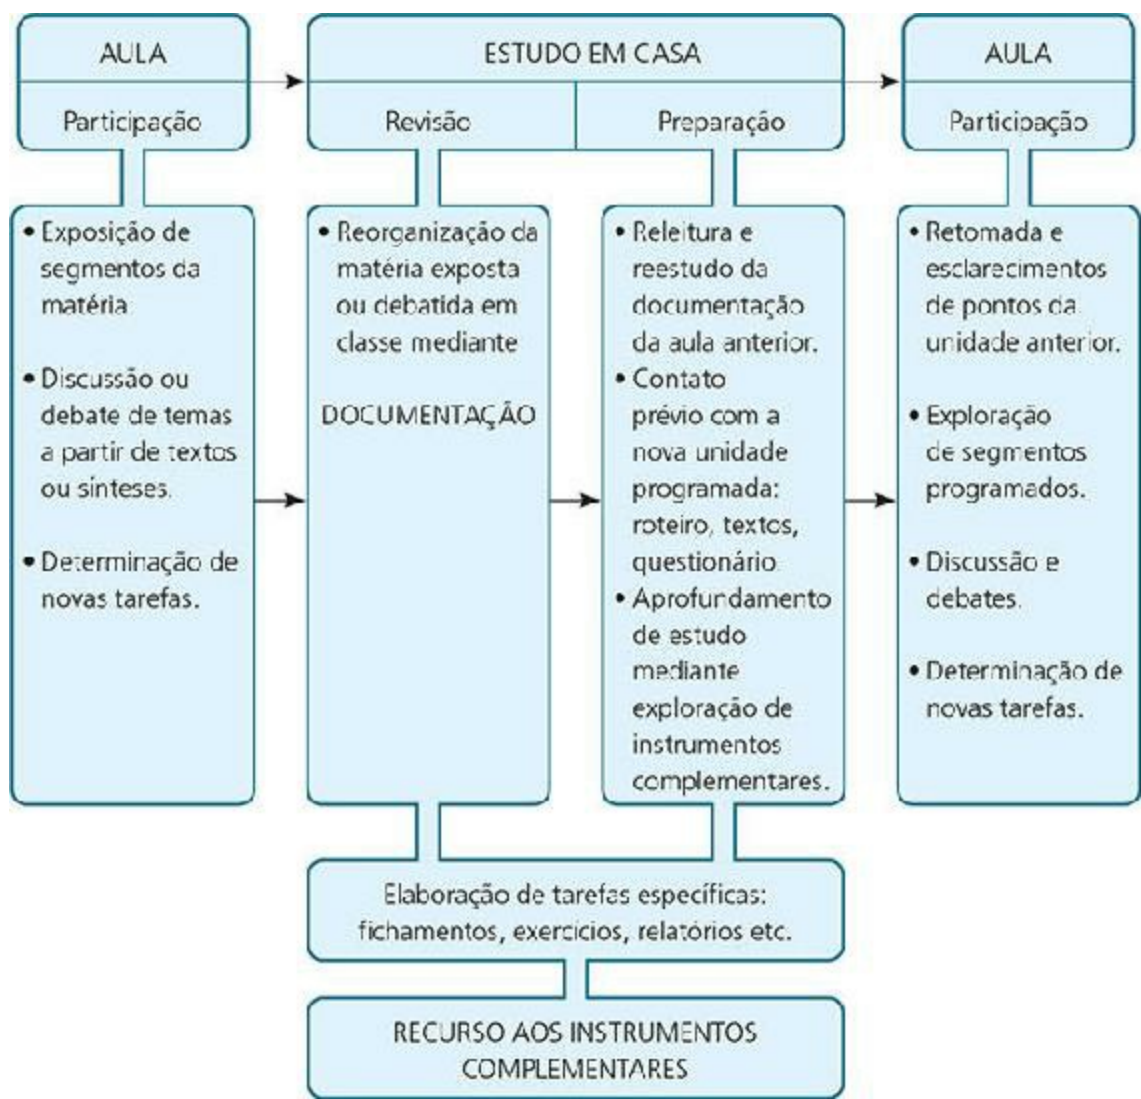 AULA
Participação
ESTUDO EM CASA
Revisão
Preparação
AULA
Participação
• Exposição de
segmentos da
matéria
• Discussão ou
debate de temas
a partir de textos
ou sínteses.
• Determinação de
novas tarefas.
• Reorganização da
matéria exposta
ou debatida em
classe mediante
DOCUMENTAÇÃO
• Releitura e
reestudo da
documentação
da aula anterior.
• Contato
prévio com a
nova unidade
programada:
roteiro, textos,
questionário
• Aprofundamento
de estudo
mediante
exploração de
instrumentos
complementares.
• Retomada e
esclarecimentos
de pontos da
unidade anterior.
• Exploração
de segmentos
programados.
• Discussão e
debates.
• Determinação de
novas tarefas.
Elaboração de tarefas específicas:
fichamentos, exercícios, relatórios etc.
RECURSO AOS INSTRUMENTOS
COMPLEMENTARES